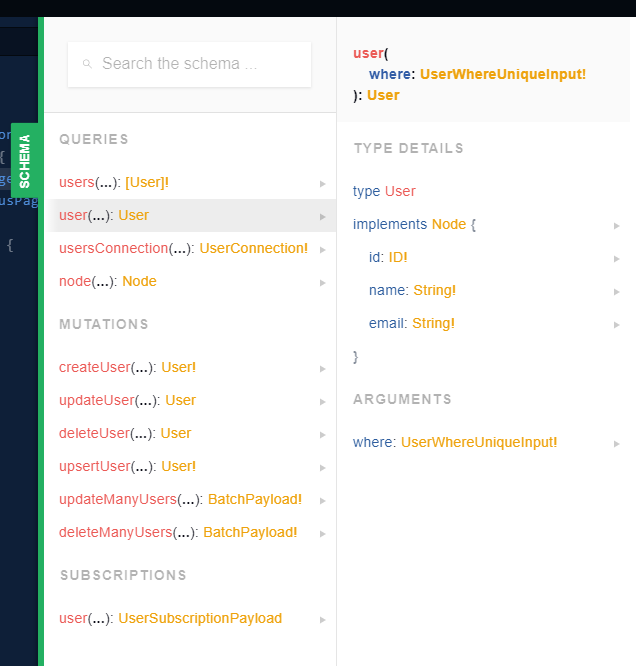 SCHEMA
Search the schema ...
QUERIES
users(...): [User]!
user(...): User
usersConnection(...): UserConnection!
node(...): Node
MUTATIONS
createUser(...): User!
updateUser(...): User
deleteUser(...): User
upsertUser(...): User!
updateManyUsers(...): BatchPayload!
deleteManyUsers(...): BatchPayload!
SUBSCRIPTIONS
user(...): UserSubscriptionPayload
user(
where: UserWhereUniqueInput!
): User
TYPE DETAILS
type User
implements Node {
id: ID!
name: String!
email: String!
}
ARGUMENTS
where: UserWhereUniqueInput!
{
{